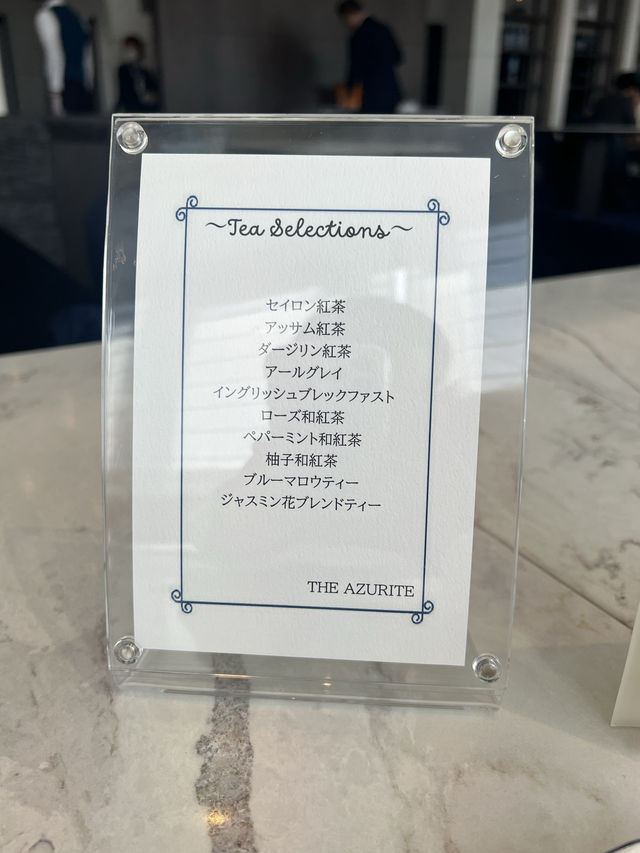 ~Tea Selections~
セイロン紅茶
アッサム紅茶
ダージリン紅茶
アールグレイ
イングリッシュブレックファスト
ローズ和紅茶
ペパーミント和紅茶
柚子和紅茶
ブルーマロウティー
ジャスミン花ブレンドティー
THE AZURITE